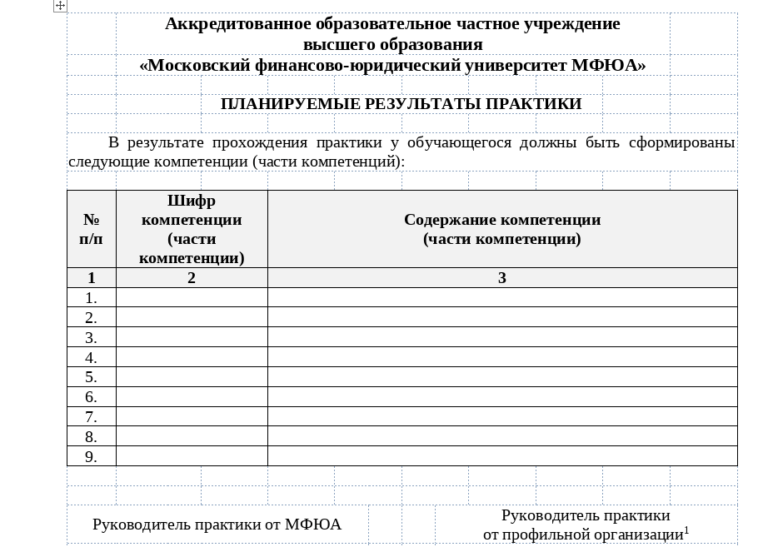 Аккредитованное образовательное частное учреждение
высшего образования
«Московский финансово-юридический университет МФЮА»
ПЛАНИРУЕМЫЕ РЕЗУЛЬТАТЫ ПРАКТИКИ
В результате прохождения практики у обучающегося должны быть сформированы
следующие компетенции (части компетенций):
№
п/п
Шифр
компетенции
(части
компетенции)
Содержание компетенции
(части компетенции)
1 2 3
1.
2.
3.
4.
5.
6.
7.
8.
9.
Руководитель практики от МФЮА
Руководитель практики
от профильной организации¹